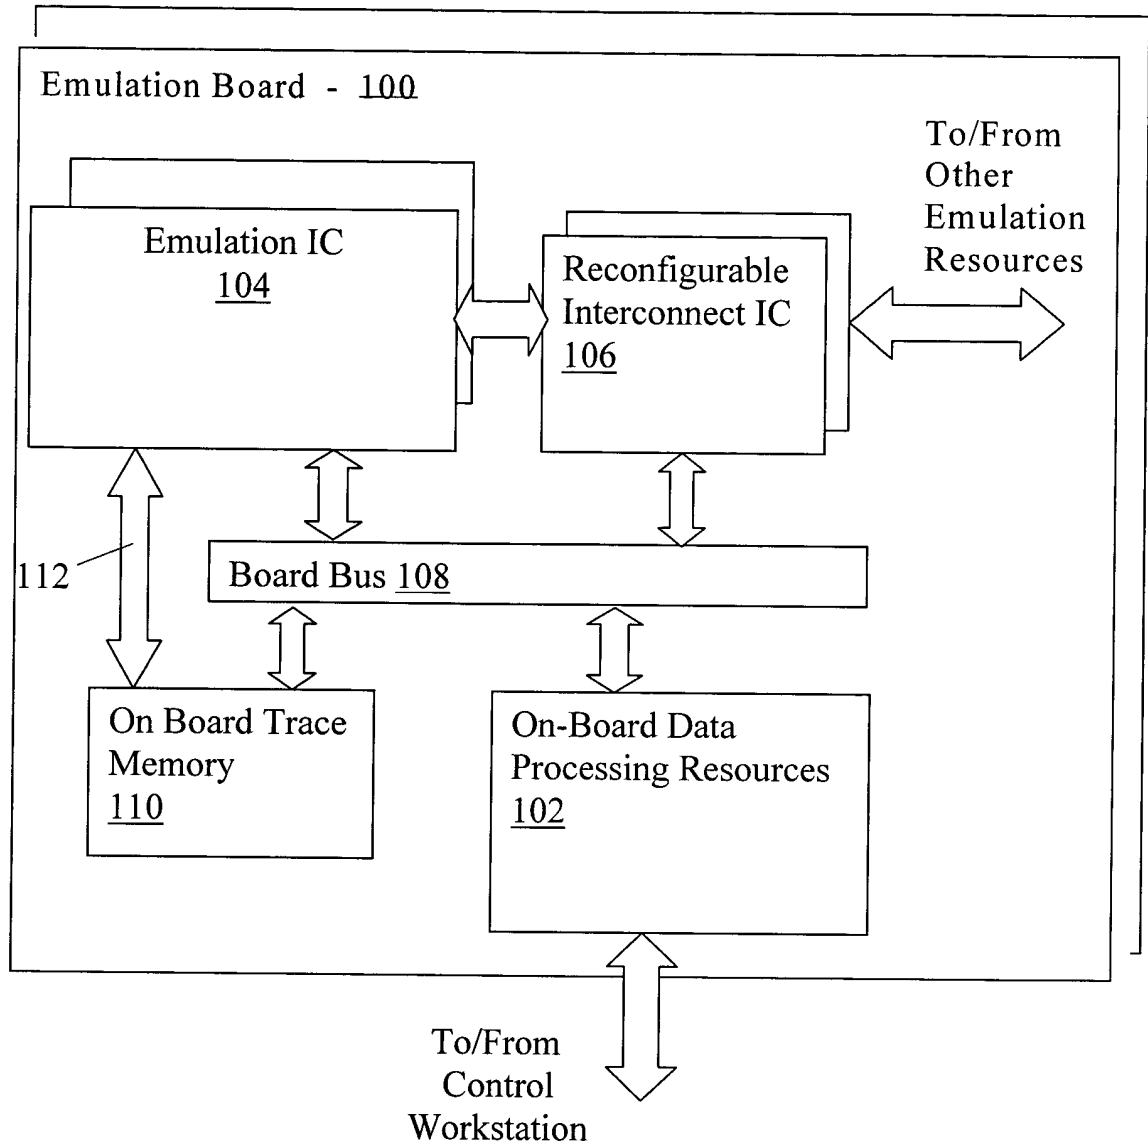 Emulation Board - 100
To/From
Other
Emulation
Resources
Emulation IC
104
Reconfigurable
Interconnect IC
106
112
Board Bus 108
On Board Trace
Memory
110
On-Board Data
Processing Resources
102
To/From
Control
Workstation